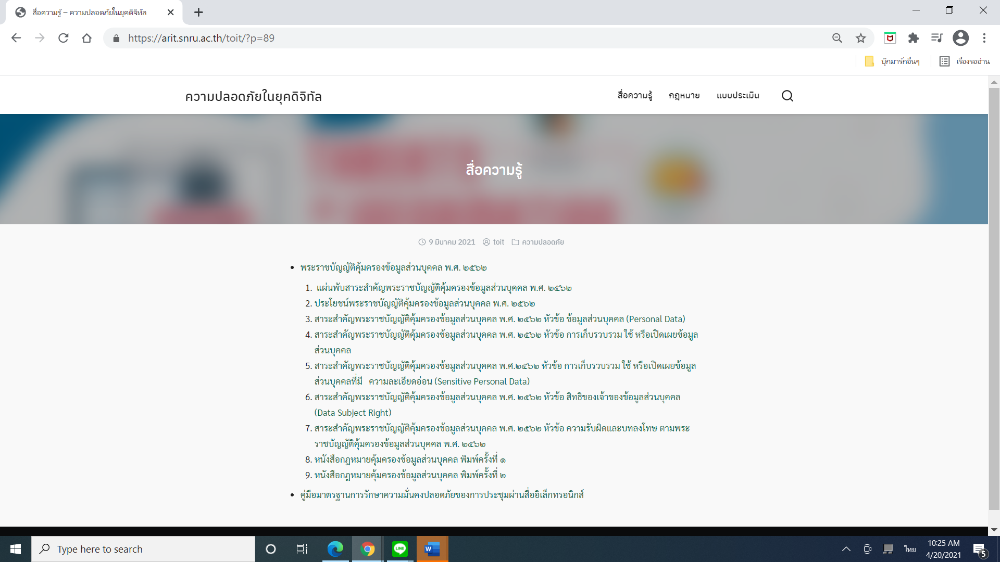 สื่อความรู้ – ความปลอดภัยในยุคดิจิทัล
https://arit.snru.ac.th/toit/?p=89
บุ๊กมาร์กอื่นๆ
เรื่องรออ่าน
ความปลอดภัยในยุคดิจิทัล
สื่อความรู้ กฎหมาย แบบประเมิน
สื่อความรู้
9 มีนาคม 2021 toit ความปลอดภัย
• พระราชบัญญัติคุ้มครองข้อมูลส่วนบุคคล พ.ศ. ๒๕๖๒
1. แผ่นพับสาระสำคัญพระราชบัญญัติคุ้มครองข้อมูลส่วนบุคคล พ.ศ. ๒๕๖๒
2. ประโยชน์พระราชบัญญัติคุ้มครองข้อมูลส่วนบุคคล พ.ศ. ๒๕๖๒
3. สาระสำคัญพระราชบัญญัติคุ้มครองข้อมูลส่วนบุคคล พ.ศ. ๒๕๖๒ หัวข้อ ข้อมูลส่วนบุคคล (Personal Data)
4. สาระสำคัญพระราชบัญญัติคุ้มครองข้อมูลส่วนบุคคล พ.ศ. ๒๕๖๒ หัวข้อ การเก็บรวบรวม ใช้ หรือเปิดเผยข้อมูล
ส่วนบุคคล
5. สาระสำคัญพระราชบัญญัติคุ้มครองข้อมูลส่วนบุคคล พ.ศ.๒๕๖๒ หัวข้อ การเก็บรวบรวม ใช้ หรือเปิดเผยข้อมูล
ส่วนบุคคลที่มี ความละเอียดอ่อน (Sensitive Personal Data)
6. สาระสำคัญพระราชบัญญัติคุ้มครองข้อมูลส่วนบุคคล พ.ศ. ๒๕๖๒ หัวข้อ สิทธิของเจ้าของข้อมูลส่วนบุคคล
(Data Subject Right)
7. สาระสำคัญพระราชบัญญัติคุ้มครองข้อมูลส่วนบุคคล พ.ศ. ๒๕๖๒ หัวข้อ ความรับผิดและบทลงโทษ ตามพระ
ราชบัญญัติคุ้มครองข้อมูลส่วนบุคคล พ.ศ. ๒๕๖๒
8. หนังสือกฎหมายคุ้มครองข้อมูลส่วนบุคคล พิมพ์ครั้งที่ ๑
9. หนังสือกฎหมายคุ้มครองข้อมูลส่วนบุคคล พิมพ์ครั้งที่ ๒
• คู่มือมาตรฐานการรักษาความมั่นคงปลอดภัยของการประชุมผ่านสื่ออิเล็กทรอนิกส์
Type here to search
LINE
W
ไทย
10:25 AM
4/20/2021
5